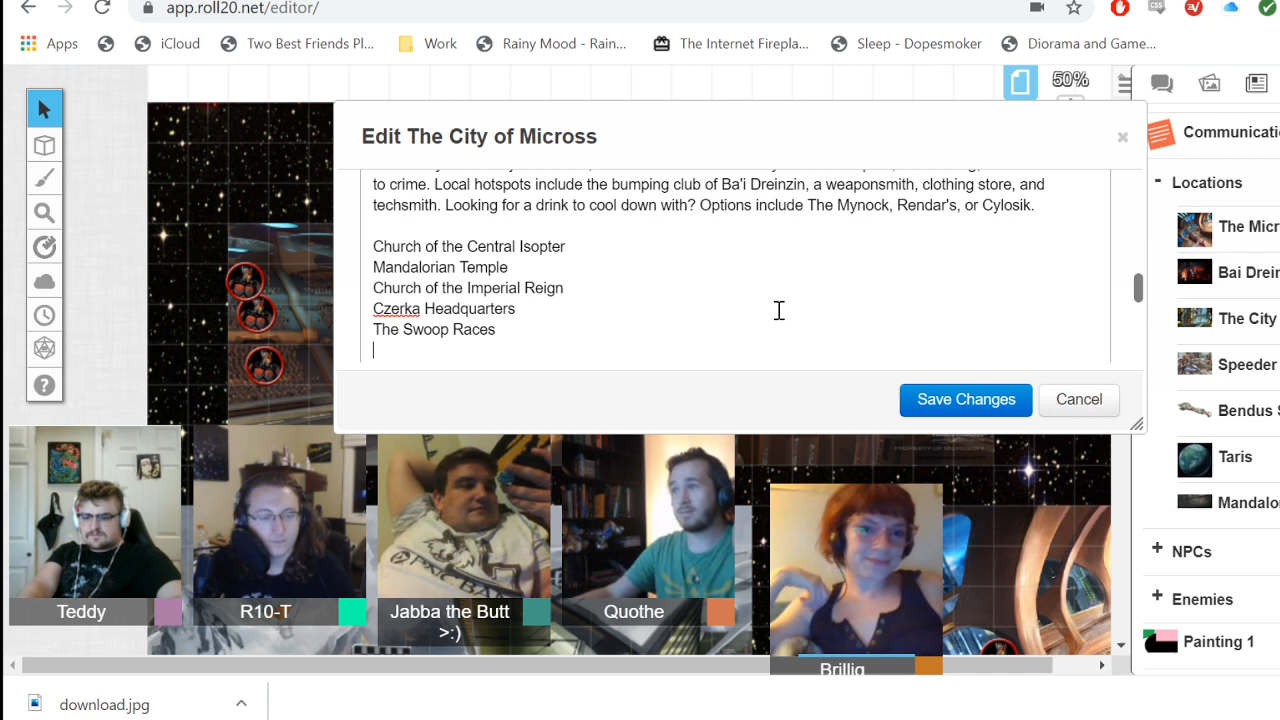 app.roll20.net/editor/
Apps iCloud Two Best Friends Pl... Work Rainy Mood - Rain... The Internet Firepla... Sleep - Dopesmoker Diorama and Game...
50%
Edit The City of Micross
to crime. Local hotspots include the bumping club of Ba'i Dreinzin, a weaponsmith, clothing store, and
techsmith. Looking for a drink to cool down with? Options include The Mynock, Rendar's, or Cylosik.
Church of the Central Isopter
Mandalorian Temple
Church of the Imperial Reign
Czerka Headquarters
The Swoop Races
Save Changes Cancel
Communicati
- Locations
The Micr
Bai Drein
The City
Speeder
Bendus S
Taris
Mandalo
+ NPCs
+ Enemies
Painting 1
Teddy
R10-T
Jabba the Butt
>:)
Quothe
Brillig
download.jpg